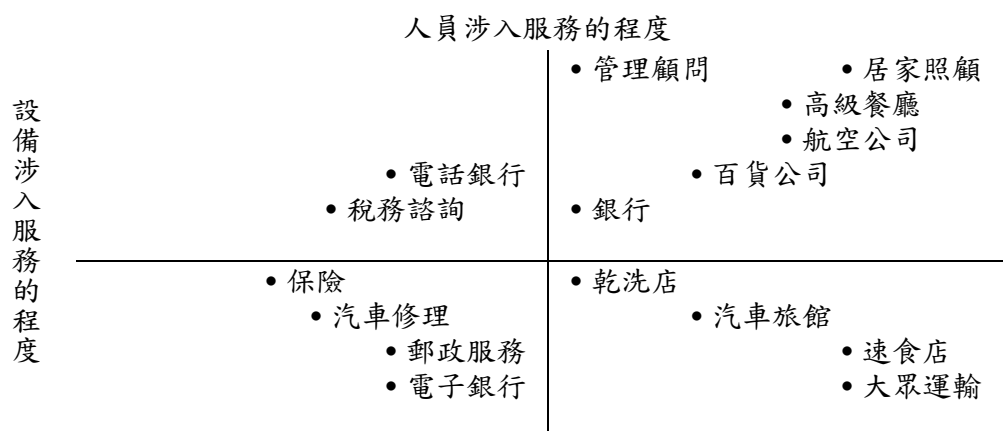 人員涉入服務的程度
設備涉入服務的程度
• 管理顧問 • 居家照顧
• 高級餐廳
• 航空公司
• 電話銀行 • 百貨公司
• 稅務諮詢 • 銀行
• 保險 • 乾洗店
• 汽車修理 • 汽車旅館
• 郵政服務 • 速食店
• 電子銀行 • 大眾運輸